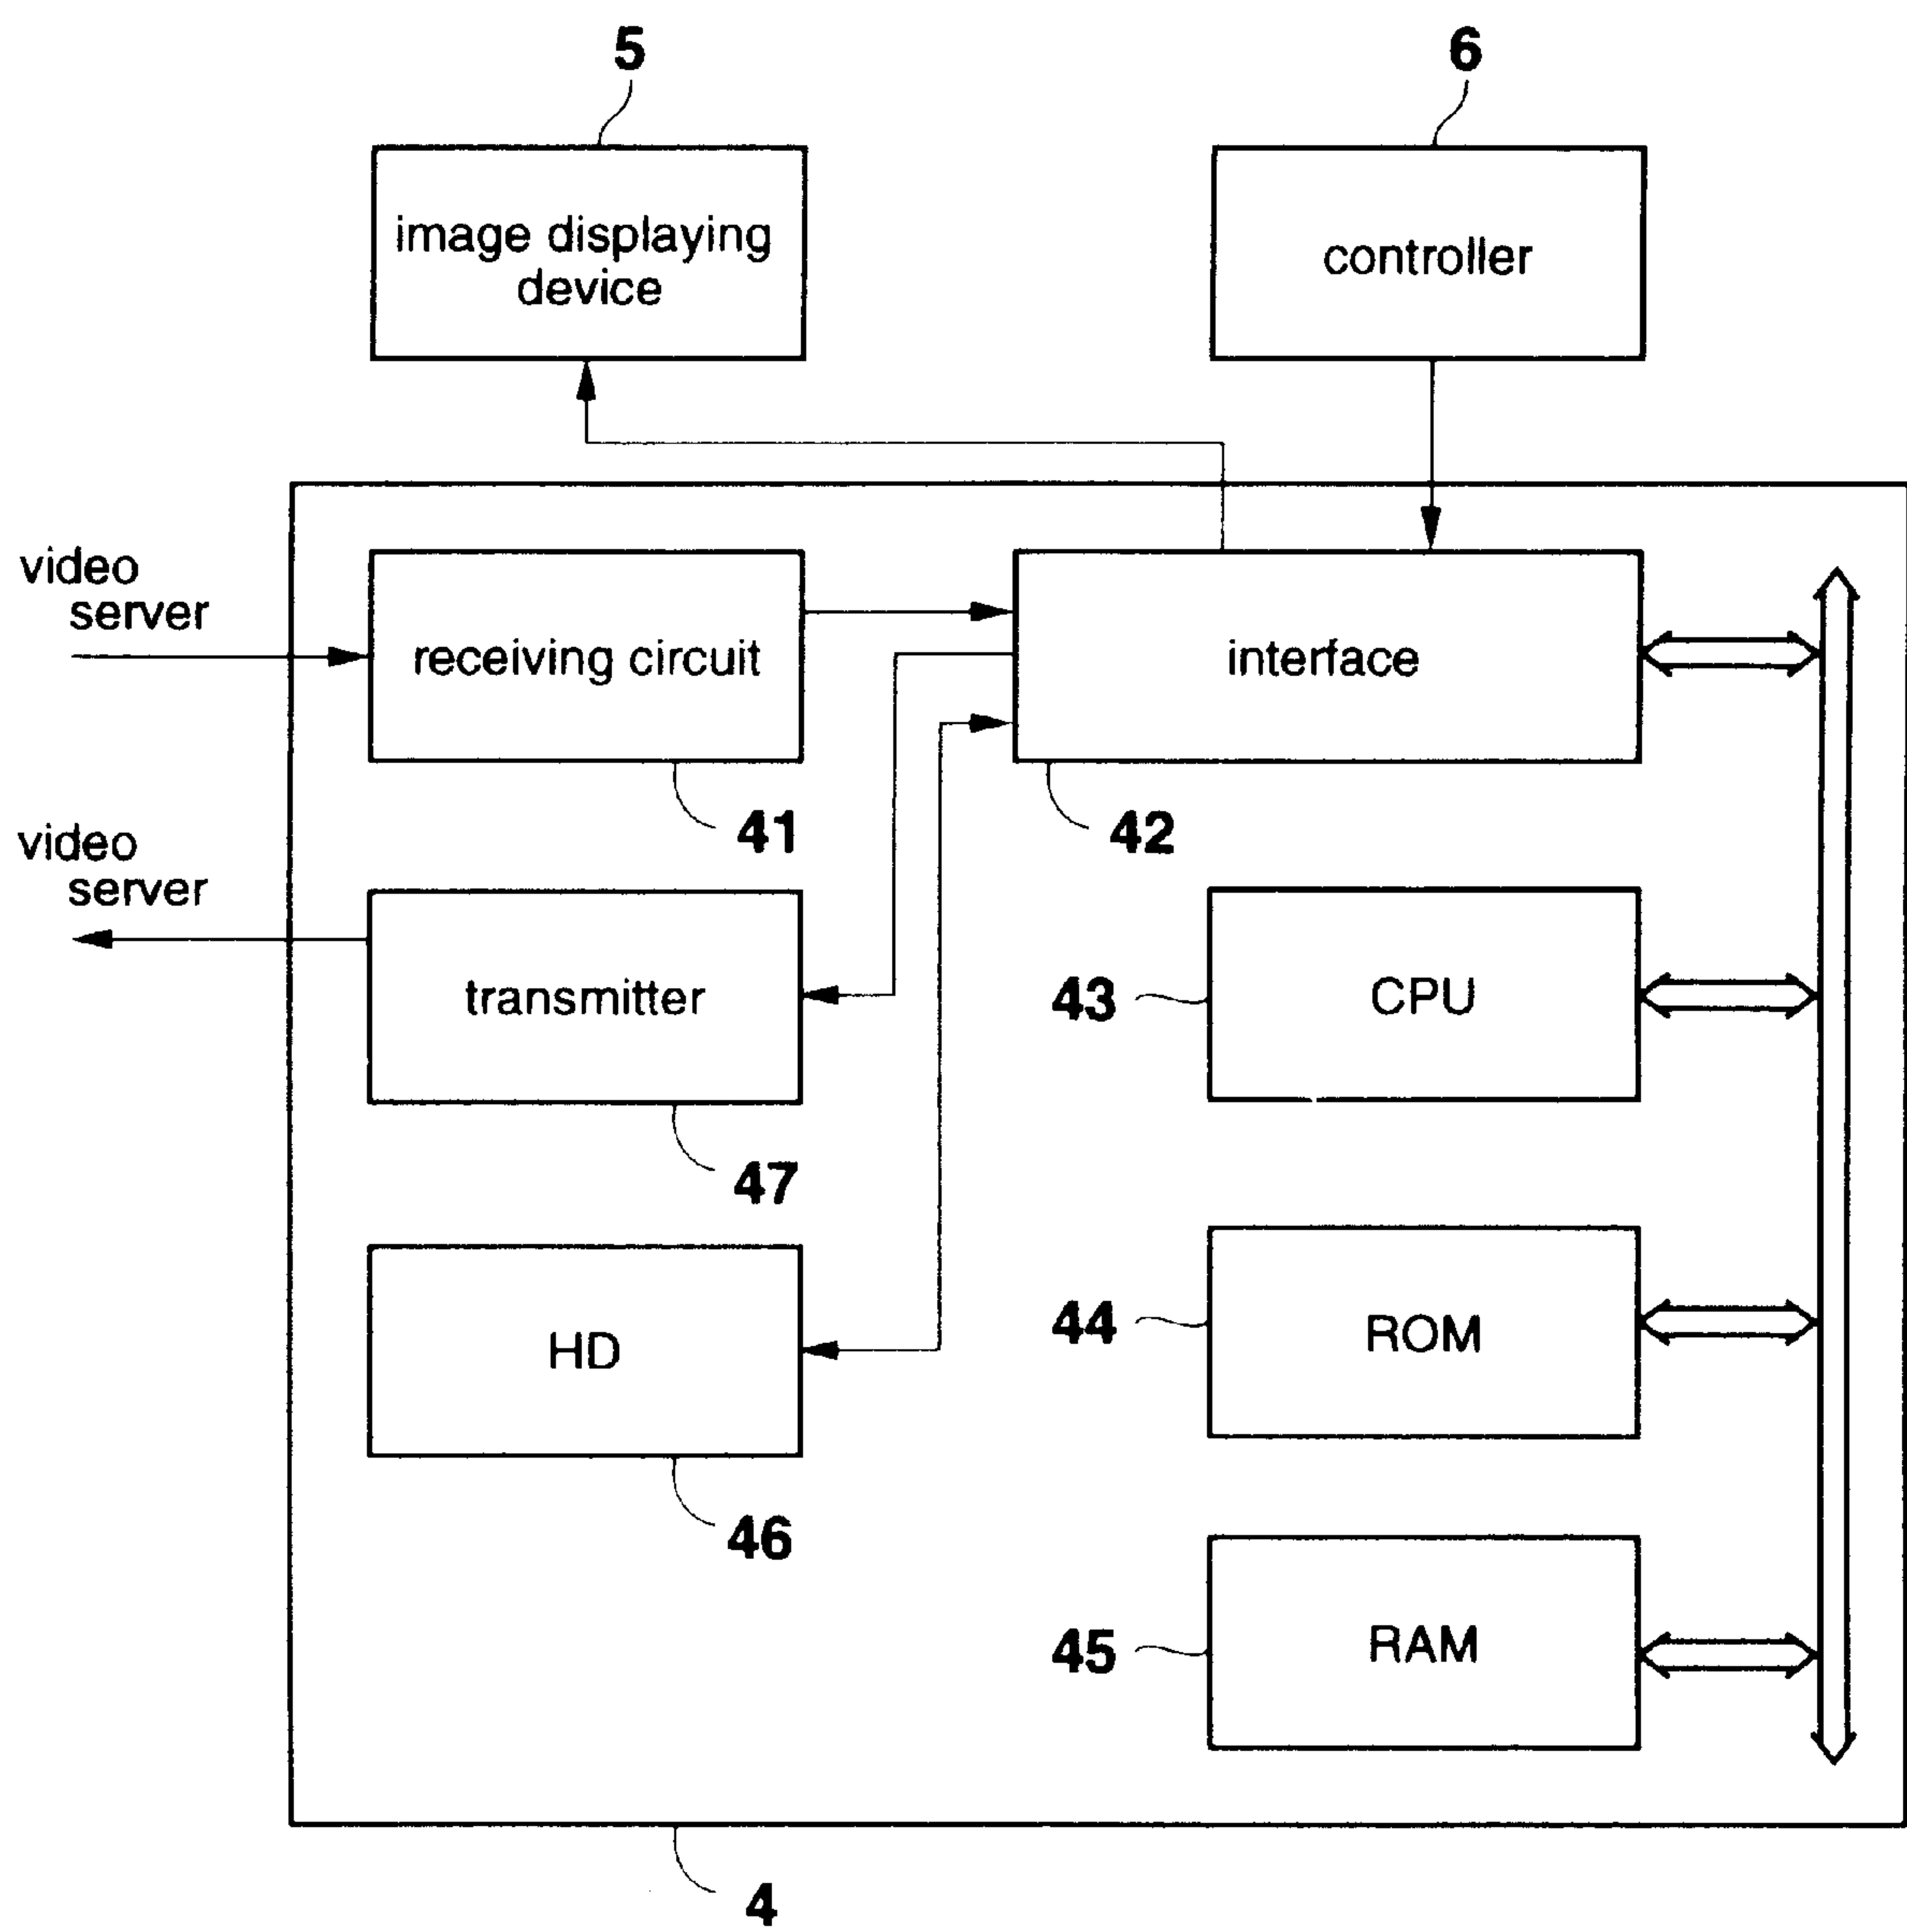 5
6
image displaying
device
controller
video
server
receiving circuit
interface
41
42
video
server
transmitter
43
CPU
47
HD
44
ROM
46
45
RAM
4